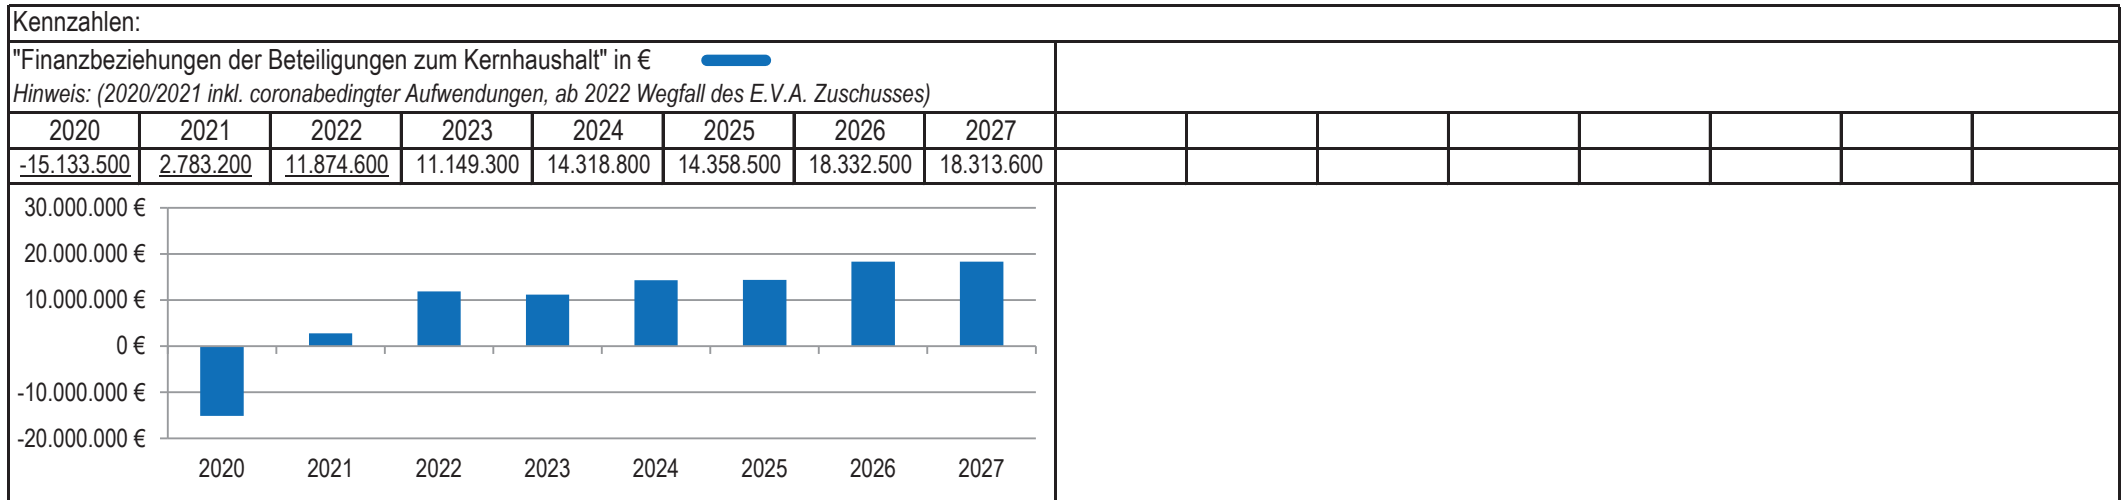 Kennzahlen:
"Finanzbeziehungen der Beteiligungen zum Kernhaushalt" in €
Hinweis: (2020/2021 inkl. coronabedingter Aufwendungen, ab 2022 Wegfall des E.V.A. Zuschusses)
2020 2021 2022 2023 2024 2025 2026 2027
-15.133.500 2.783.200 11.874.600 11.149.300 14.318.800 14.358.500 18.332.500 18.313.600
30.000.000 €
20.000.000 €
10.000.000 €
0 €
-10.000.000 €
-20.000.000 €
2020 2021 2022 2023 2024 2025 2026 2027